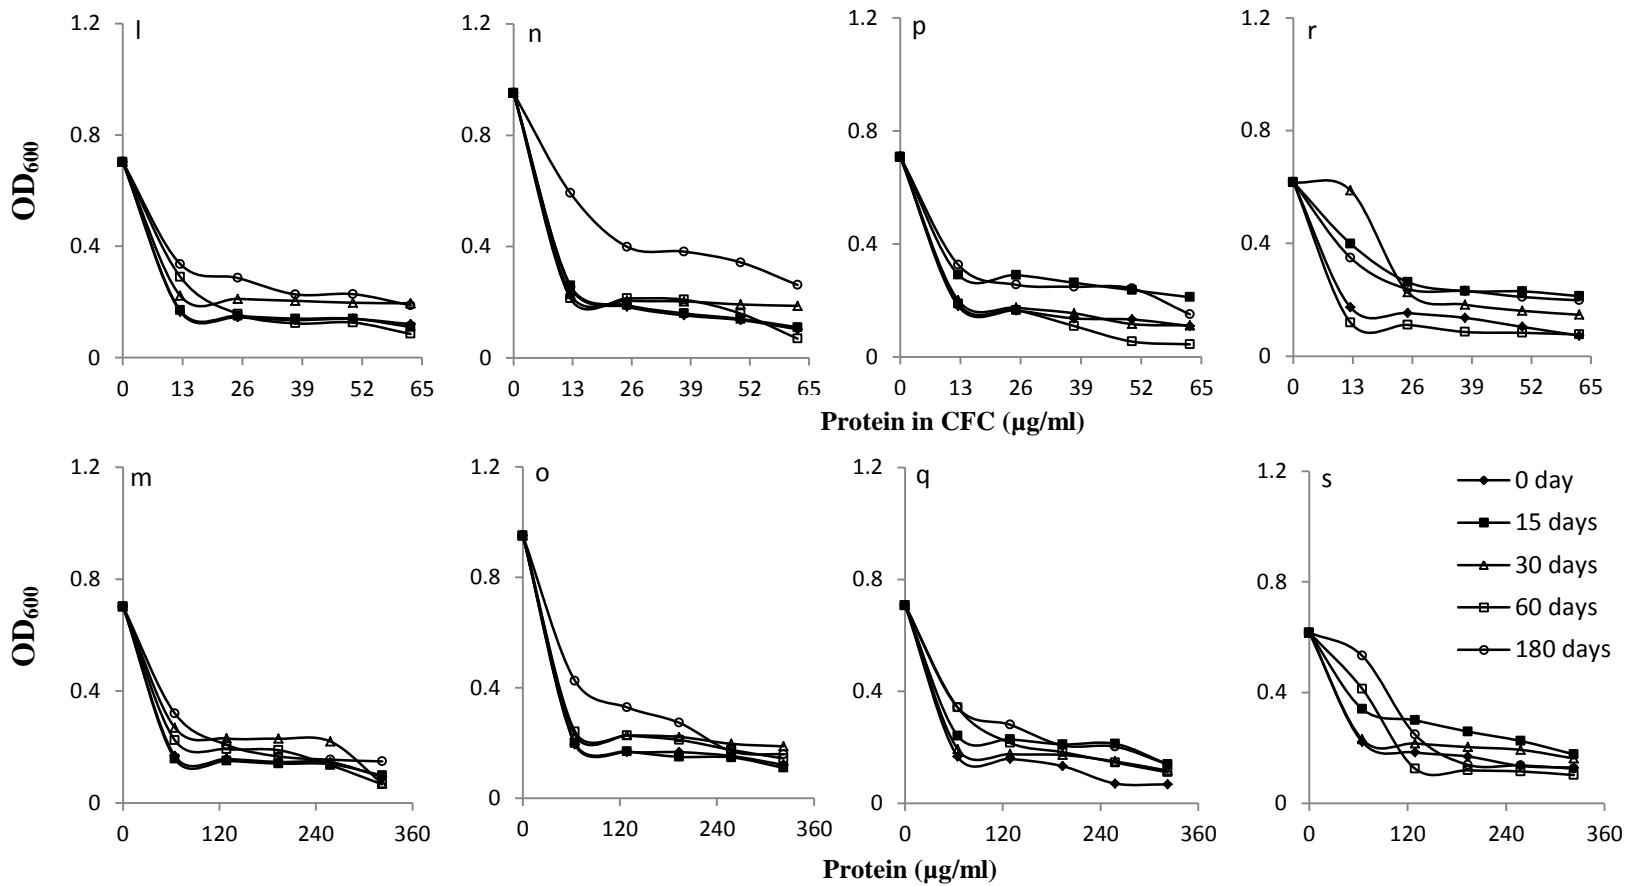 l n p r
1.2 1.2 1.2 1.2
0.8 0.8 0.8 0.8
OD600
0.4 0.4 0.4 0.4
0 0 0 0
0 13 26 39 52 65 0 13 26 39 52 65 0 13 26 39 52 65 0 13 26 39 52 65
Protein in CFC (µg/ml)
m o q s
1.2 1.2 1.2 1.2
0 day
15 days
30 days
60 days
180 days
0.8 0.8 0.8 0.8
OD600
0.4 0.4 0.4 0.4
0 0 0 0
0 120 240 360 0 120 240 360 0 120 240 360 0 120 240 360
Protein (µg/ml)